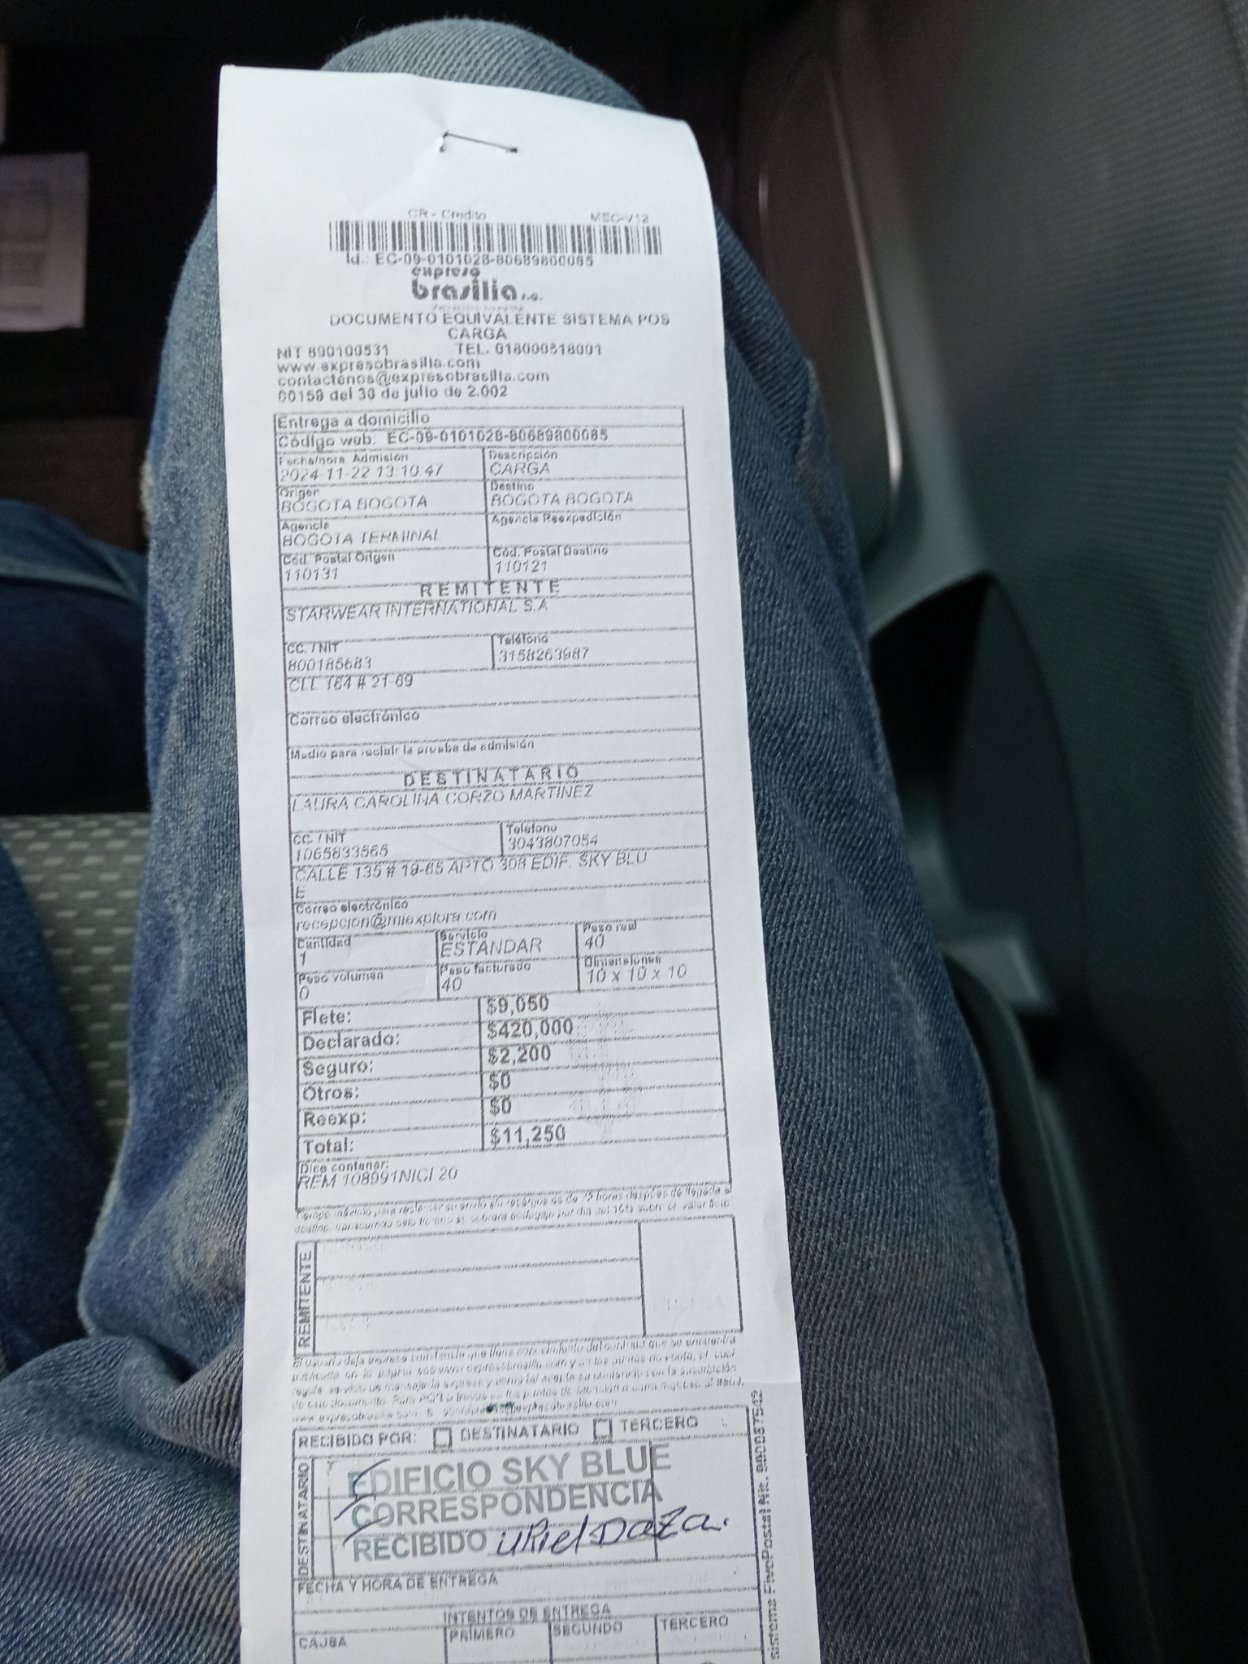 CR - Credito MEC-V12
Id.: EC-09-0101028-80689800085
expreso
brasilia s.a.
DOCUMENTO EQUIVALENTE SISTEMA POS
CARGA
NIT 890100531 TEL. 018000518001
www.expresobrasilia.com
contactenos@expresobrasilia.com
00159 del 30 de julio de 2.002
Entrega a domicilio
Código web: EC-09-0101028-80689800085
Fecha/hora Admisión Descripción
2024-11-22 13:10:47 CARGA
Origen Destino
BOGOTA BOGOTA BOGOTA BOGOTA
Agencia Agencia Reexpedición
BOGOTA TERMINAL
Cód. Postal Origen Cód. Postal Destino
110131 110121
REMITENTE
STARWEAR INTERNATIONAL S.A
CC. / NIT Teléfono
800185683 3158263987
CLL 164 # 21-09
Correo electrónico
Medio para recibir la prueba de admisión
DESTINATARIO
LAURA CAROLINA CORZO MARTINEZ
CC. / NIT Teléfono
1065833565 3043807054
CALLE 135 # 19-65 APTO 308 EDIF. SKY BLU
E
Correo electrónico
recepcion@miexplora.com
Cantidad Servicio Peso real
1 ESTANDAR 40
Peso volumen Peso facturado Dimensiones
0 40 10 x 10 x 10
Flete: $9,050
Declarado: $420,000
Seguro: $2,200
Otros: $0
Reexp: $0
Total: $11,250
Dice contener:
REM 108991NICI 20
REMITENTE
RECIBIDO POR: DESTINATARIO TERCERO
DESTINATARIO
EDIFICIO SKY BLUE
CORRESPONDENCIA
RECIBIDO Uriel Daza.
FECHA Y HORA DE ENTREGA
INTENTOS DE ENTREGA
CAUSA PRIMERO SEGUNDO TERCERO